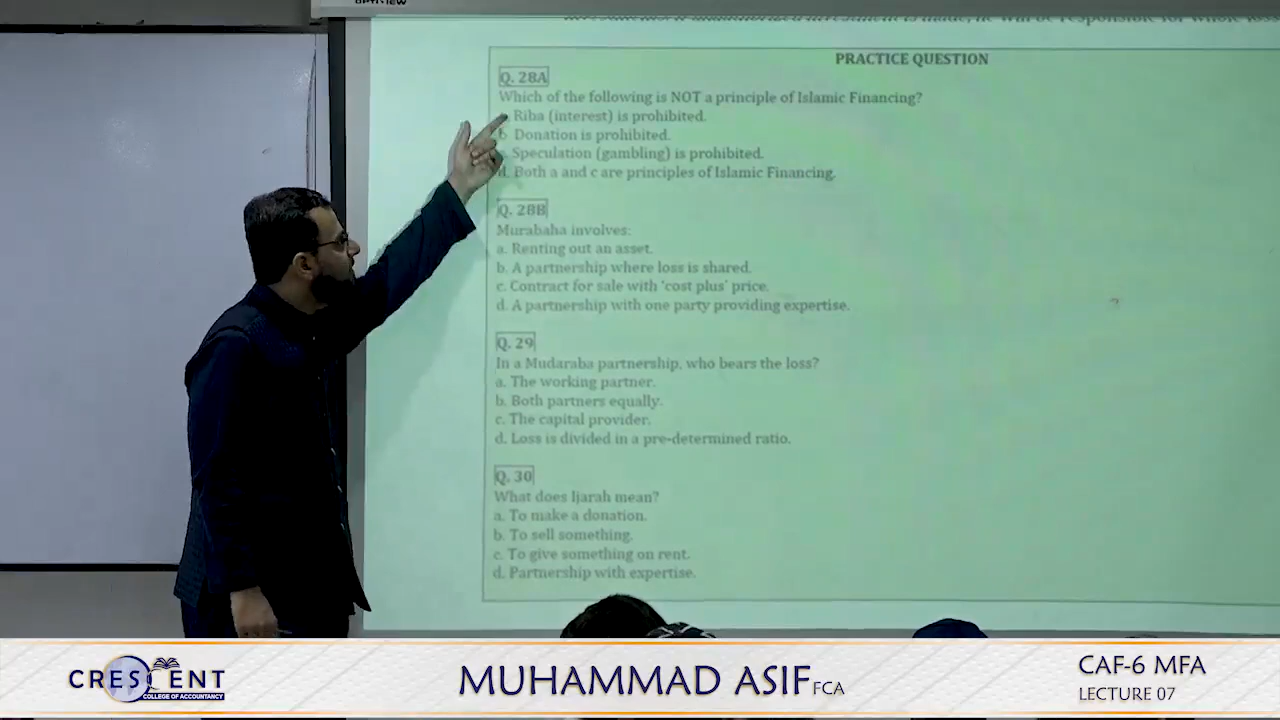 OPTIVIEW
PRACTICE QUESTION
Q. 28A
Which of the following is NOT a principle of Islamic Financing?
Riba (interest) is prohibited.
b Donation is prohibited.
Speculation (gambling) is prohibited.
d. Both a and c are principles of Islamic Financing.
Q. 28B
Murabaha involves:
a. Renting out an asset.
b. A partnership where loss is shared.
c. Contract for sale with 'cost plus' price.
d. A partnership with one party providing expertise.
Q. 29
In a Mudaraba partnership, who bears the loss?
a. The working partner.
b. Both partners equally.
c. The capital provider.
d. Loss is divided in a pre-determined ratio.
Q. 30
What does Ijarah mean?
a. To make a donation.
b. To sell something.
c. To give something on rent.
d. Partnership with expertise.
CRESCENT
COLLEGE OF ACCOUNTANCY
MUHAMMAD ASIF FCA
CAF-6 MFA
LECTURE 07